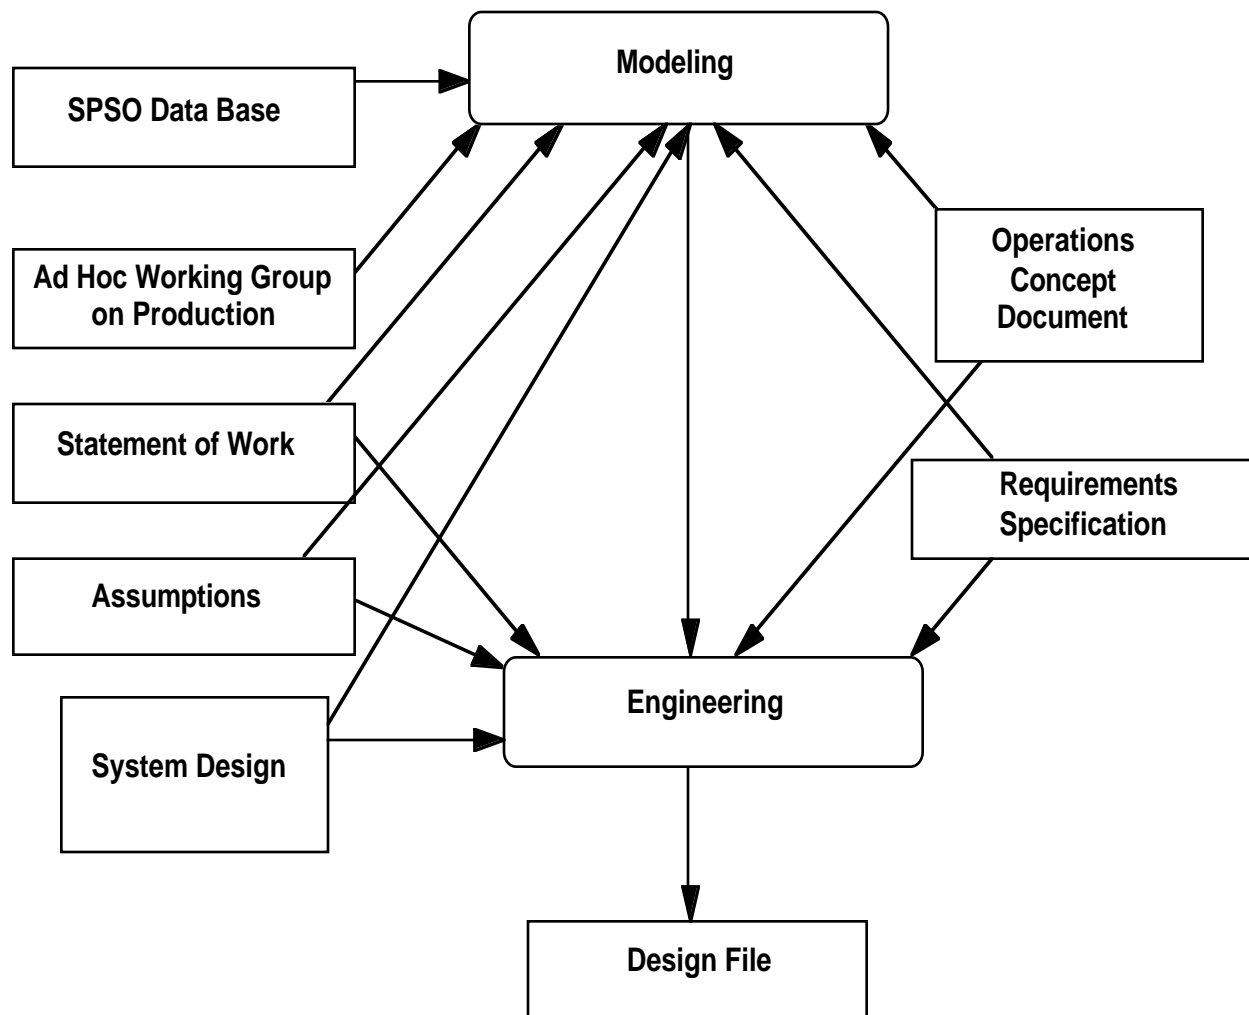 Modeling
SPSO Data Base
Ad Hoc Working Group
on Production
Operations
Concept
Document
Statement of Work
Requirements
Specification
Assumptions
Engineering
System Design
Design File